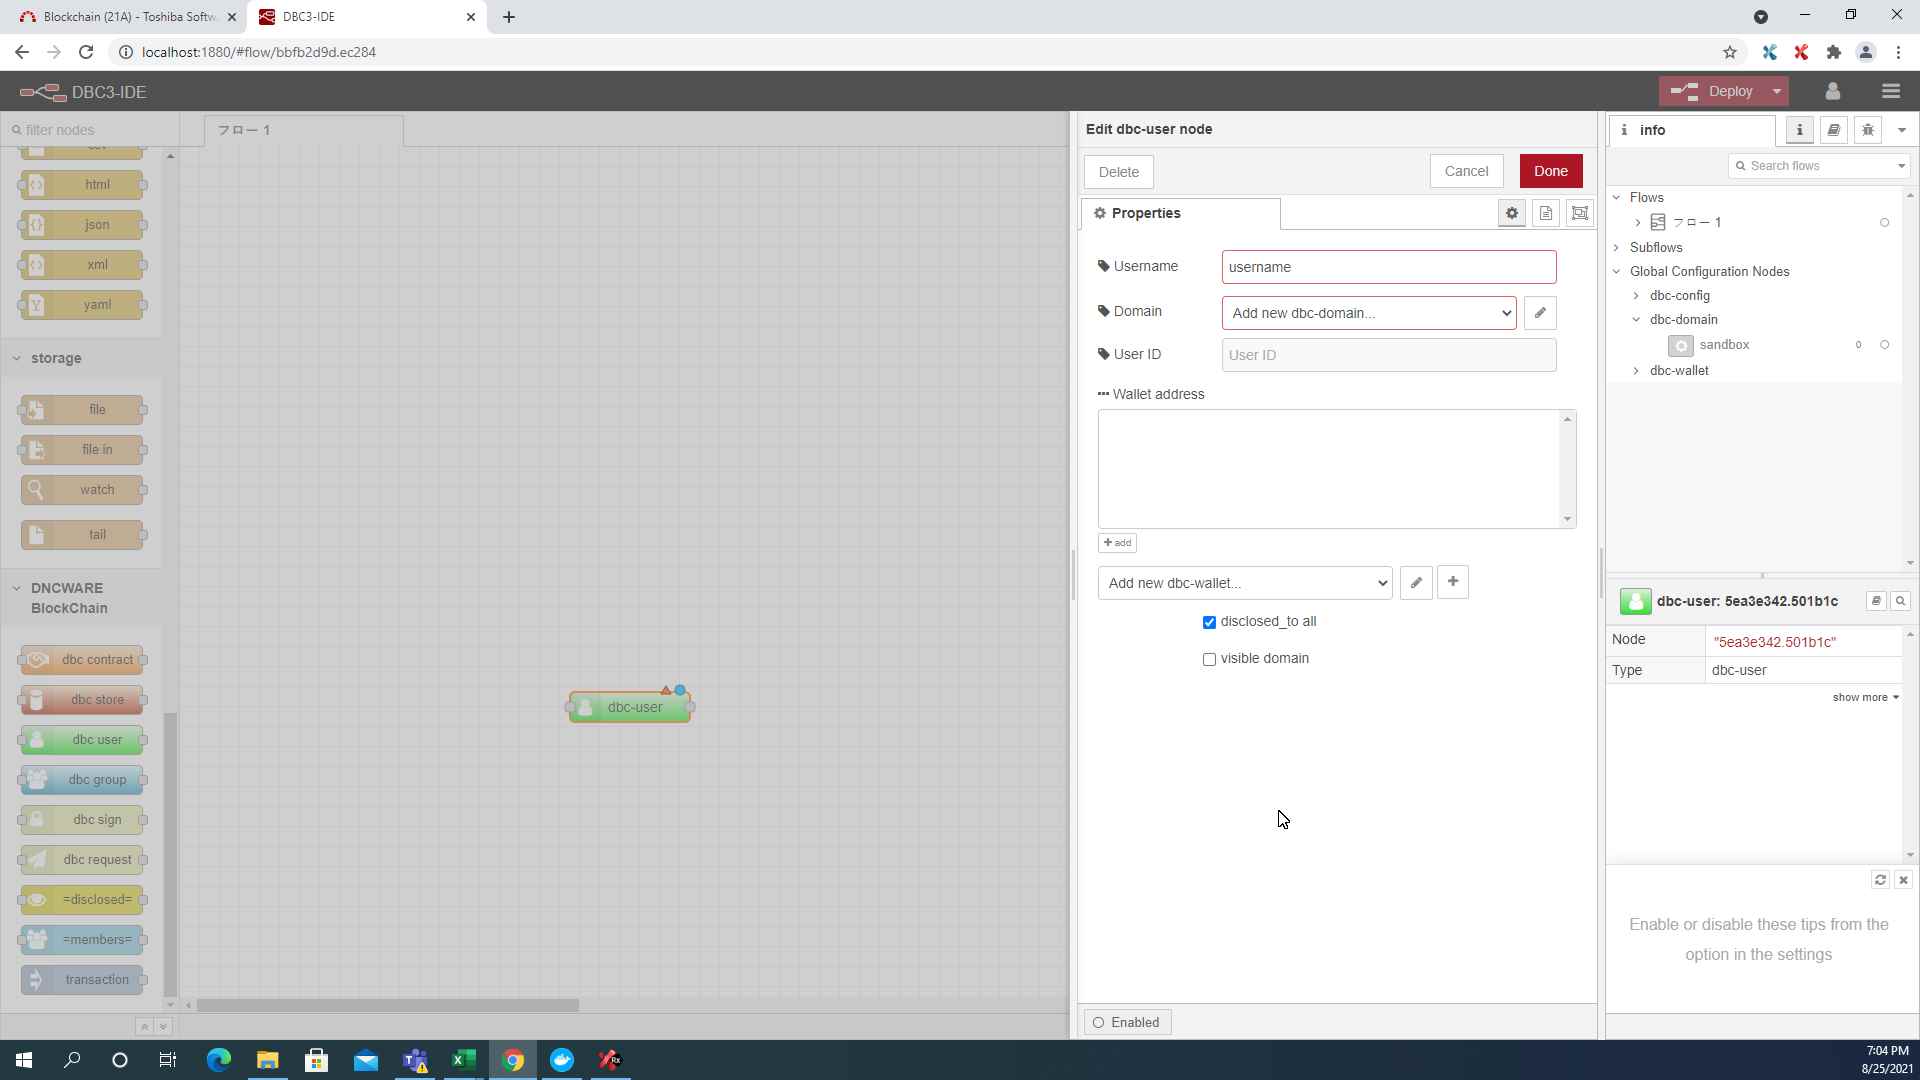 Blockchain (21A) - Toshiba Softw
DBC3-IDE
localhost:1880/#flow/bbfb2d9d.ec284
DBC3-IDE
Deploy
filter nodes
フロー 1
html
json
xml
yaml
storage
file
file in
watch
tail
DNCWARE
BlockChain
dbc contract
dbc store
dbc user
dbc group
dbc sign
dbc request
=disclosed=
=members=
transaction
dbc-user
Edit dbc-user node
Delete
Cancel
Done
Properties
Username
username
Domain
Add new dbc-domain...
User ID
User ID
Wallet address
add
Add new dbc-wallet...
disclosed_to all
visible domain
Enabled
info
Search flows
Flows
フロー 1
Subflows
Global Configuration Nodes
dbc-config
dbc-domain
sandbox
0
dbc-wallet
dbc-user: 5ea3e342.501b1c
Node
"5ea3e342.501b1c"
Type
dbc-user
show more
Enable or disable these tips from the
option in the settings
7:04 PM
8/25/2021